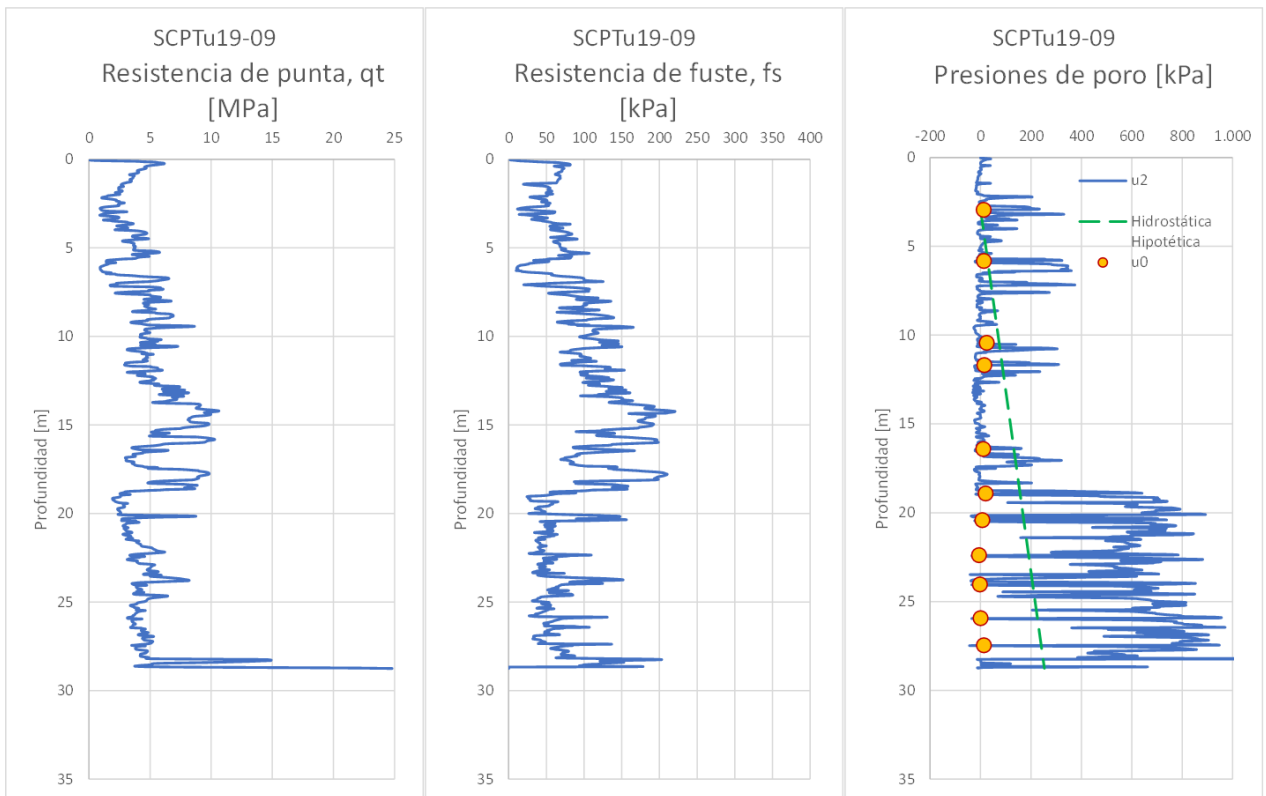 SCPTu19-09
Resistencia de punta, qt
[MPa]
0 5 10 15 20 25
0
5
10
15
20
25
30
35
Profundidad [m]
SCPTu19-09
Resistencia de fuste, fs
[kPa]
0 50 100 150 200 250 300 350 400
0
5
10
15
20
25
30
35
Profundidad [m]
SCPTu19-09
Presiones de poro [kPa]
-200 0 200 400 600 800 1.000
0
5
10
15
20
25
30
35
Profundidad [m]
u2
Hidrostática
Hipotética
u0